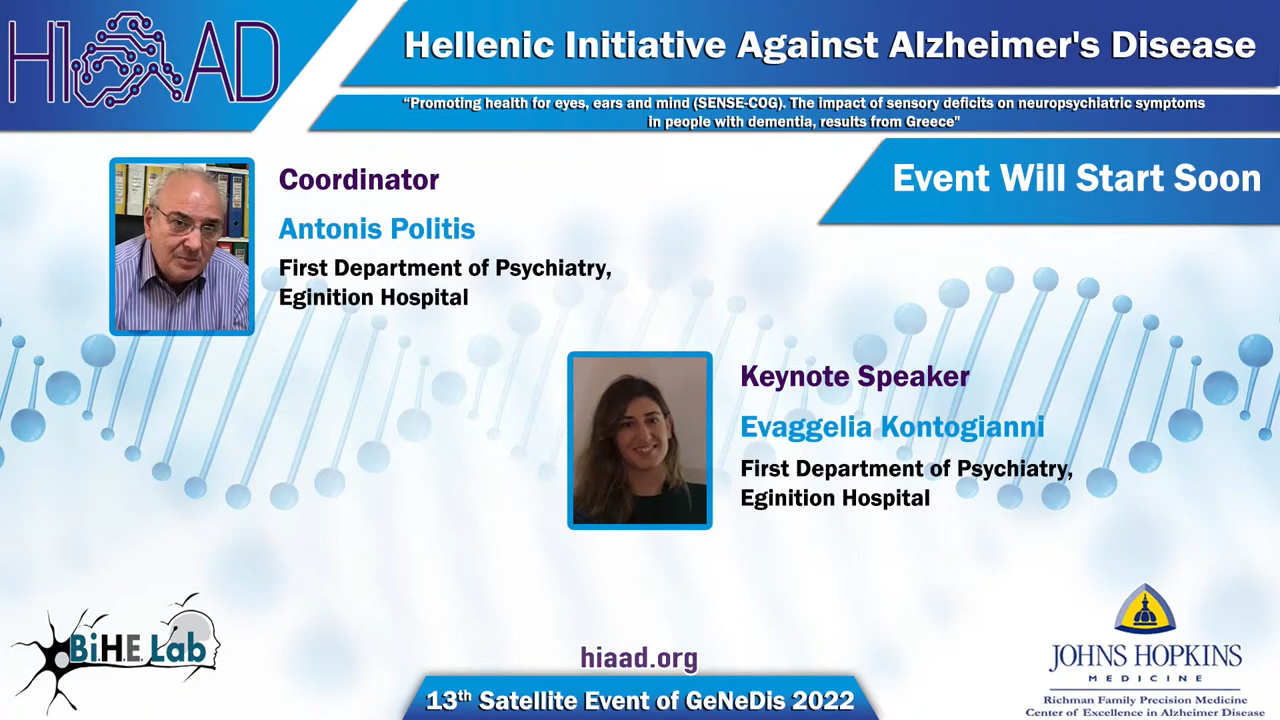 HIAAD
Hellenic Initiative Against Alzheimer's Disease
“Promoting health for eyes, ears and mind (SENSE-COG). The impact of sensory deficits on neuropsychiatric symptoms
in people with dementia, results from Greece"
Event Will Start Soon
Coordinator
Antonis Politis
First Department of Psychiatry,
Eginition Hospital
Keynote Speaker
Evaggelia Kontogianni
First Department of Psychiatry,
Eginition Hospital
Bi.H.E. Lab
hiaad.org
13th Satellite Event of GeNeDis 2022
JOHNS HOPKINS
MEDICINE
Richman Family Precision Medicine
Center of Excellence in Alzheimer Disease